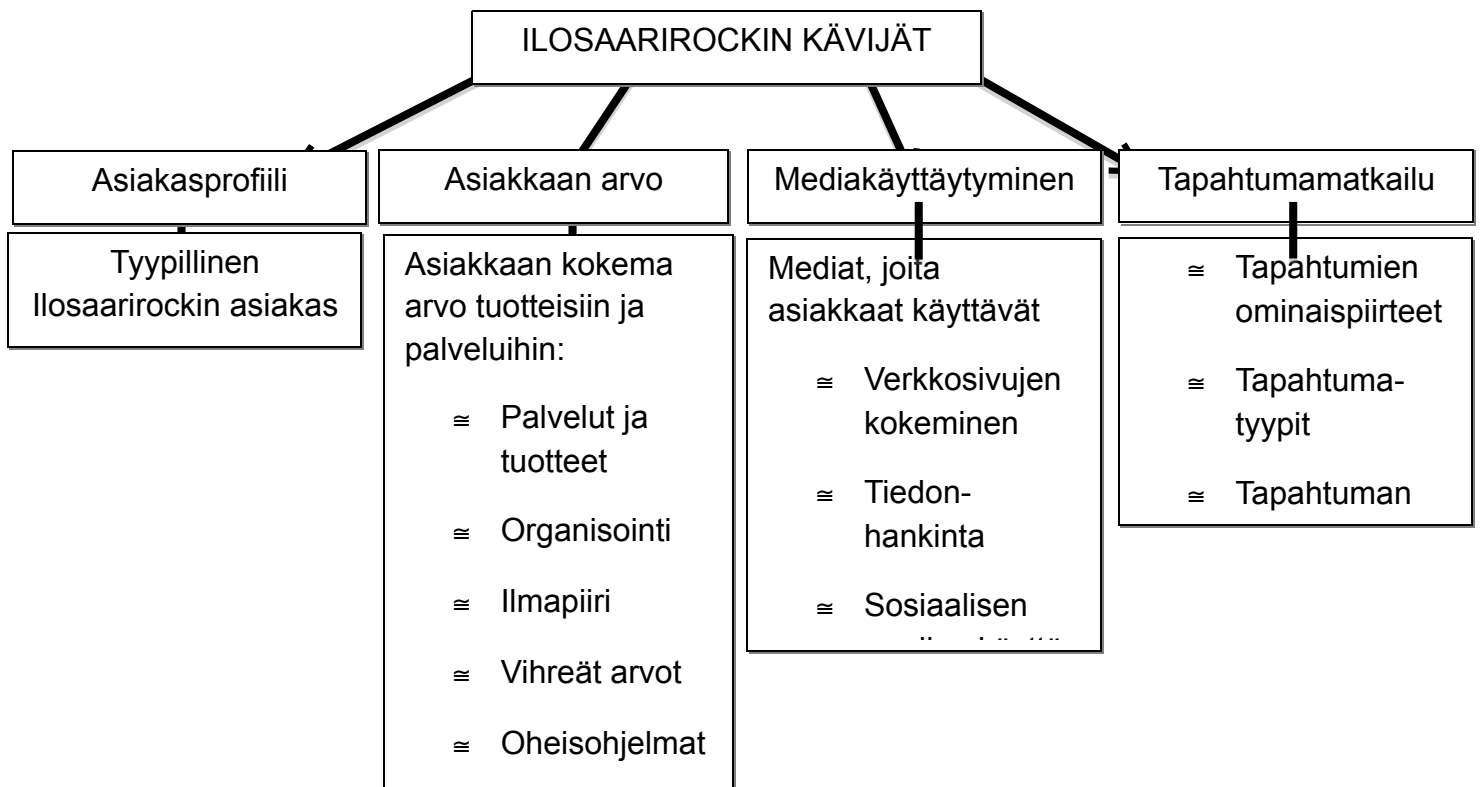 ILOSAARIROCKIN KÄVIJÄT
Asiakasprofiili
Asiakkaan arvo
Mediakäyttäytyminen
Tapahtumamatkailu
Tyypillinen
Ilosaarirockin asiakas
Asiakkaan kokema
arvo tuotteisiin ja
palveluihin:
≅ Palvelut ja
tuotteet
≅ Organisointi
≅ Ilmapiiri
≅ Vihreät arvot
≅ Oheisohjelmat
Mediat, joita
asiakkaat käyttävät
≅ Verkkosivujen
kokeminen
≅ Tiedon-
hankinta
≅ Sosiaalisen
≅ Tapahtumien
ominaispiirteet
≅ Tapahtuma-
tyypit
≅ Tapahtuman